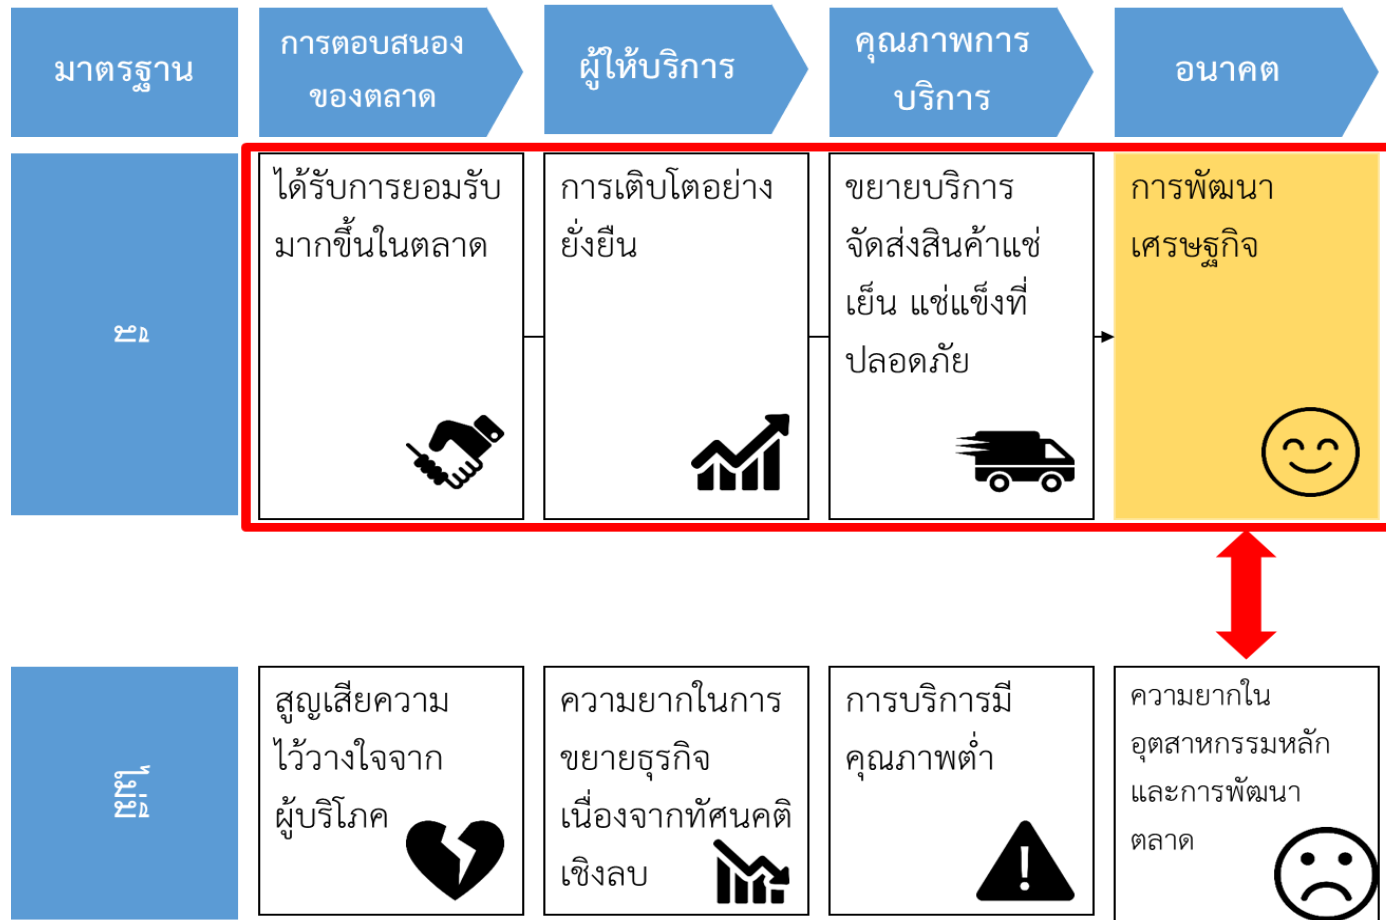 มาตรฐาน
การตอบสนอง
ของตลาด
ผู้ให้บริการ
คุณภาพการ
บริการ
อนาคต
มี
ได้รับการยอมรับ
มากขึ้นในตลาด
การเติบโตอย่าง
ยั่งยืน
ขยายบริการ
จัดส่งสินค้าแช่
เย็น แช่แข็งที่
ปลอดภัย
การพัฒนา
เศรษฐกิจ
ไม่มี
สูญเสียความ
ไว้วางใจจาก
ผู้บริโภค
ความยากในการ
ขยายธุรกิจ
เนื่องจากทัศนคติ
เชิงลบ
การบริการมี
คุณภาพต่ำ
ความยากใน
อุตสาหกรรมหลัก
และการพัฒนา
ตลาด